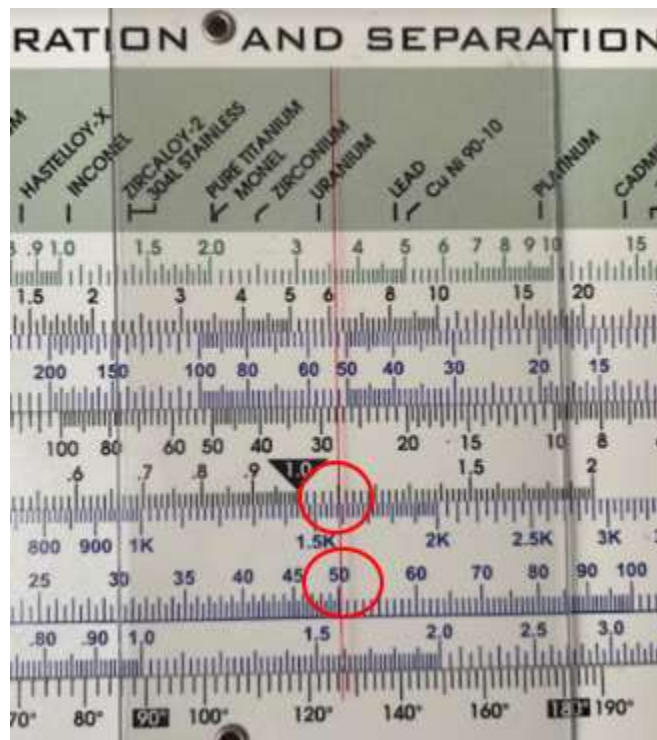 RATION AND SEPARATION
HASTELLOY-X
INCONEL
ZIRCALOY-2
304L STAINLESS
PURE TITANIUM
MONEL
ZIRCONIUM
URANIUM
LEAD
Cu Ni 90-10
PLATINUM
CADMI
.9 1.0 1.5 2.0 3 4 5 6 7 8 9 10 15
1.5 2 3 4 5 6 8 10 15 20
200 150 100 80 60 50 40 30 20 15
100 80 60 50 40 30 20 15 10 8
.6 .7 .8 .9 1.0 1.5 2
800 900 1K 1.5K 2K 2.5K 3K
25 30 35 40 45 50 60 70 80 90 100
.80 .90 1.0 1.5 2.0 2.5 3.0
70° 80° 90° 100° 120° 140° 160° 180° 190°